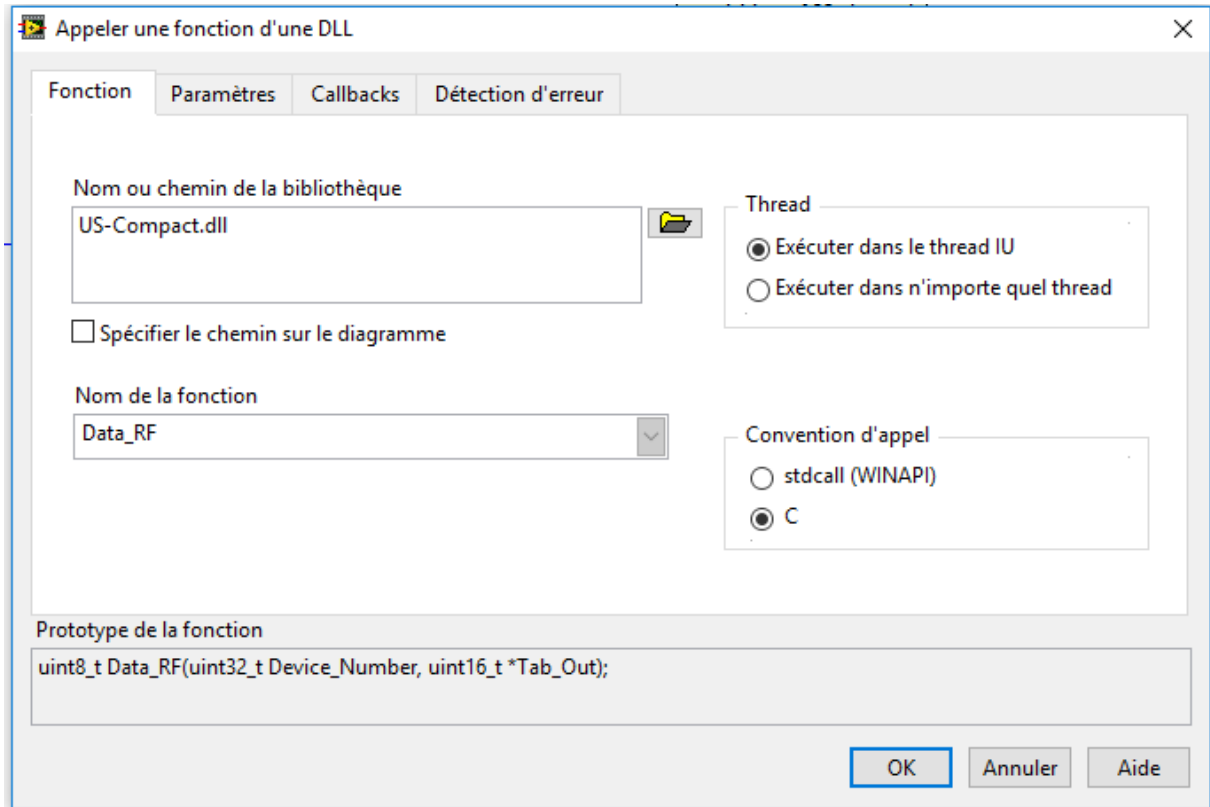 Appeler une fonction d'une DLL
Fonction
Paramètres
Callbacks
Détection d'erreur
Nom ou chemin de la bibliothèque
US-Compact.dll
Spécifier le chemin sur le diagramme
Nom de la fonction
Data_RF
Thread
Exécuter dans le thread IU
Exécuter dans n'importe quel thread
Convention d'appel
stdcall (WINAPI)
C
Prototype de la fonction
uint8_t Data_RF(uint32_t Device_Number, uint16_t *Tab_Out);
OK
Annuler
Aide